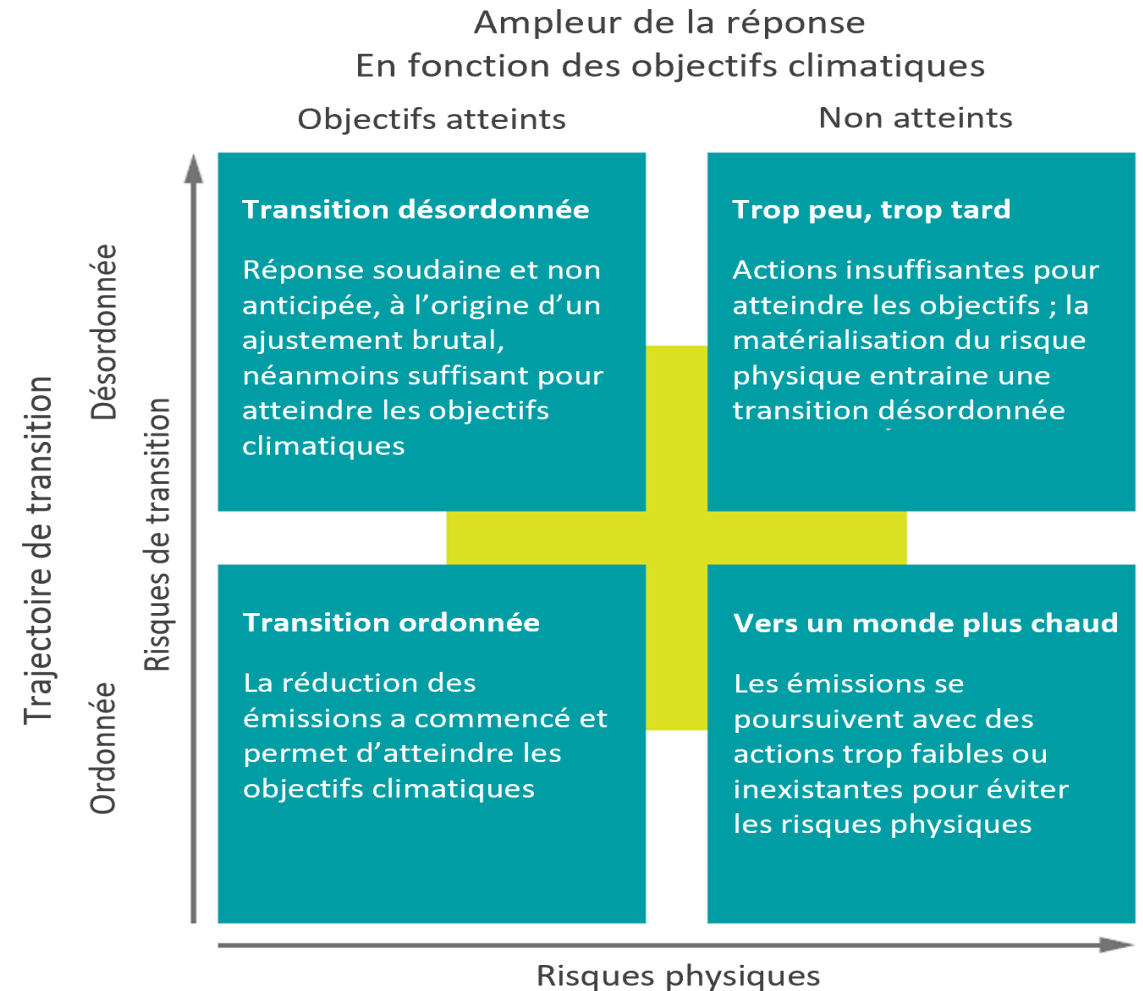 Ampleur de la réponse
En fonction des objectifs climatiques
Objectifs atteints
Non atteints
Trajectoire de transition
Désordonnée
Ordonnée
Risques de transition
Transition désordonnée
Réponse soudaine et non
anticipée, à l’origine d’un
ajustement brutal,
néanmoins suffisant pour
atteindre les objectifs
climatiques
Trop peu, trop tard
Actions insuffisantes pour
atteindre les objectifs ; la
matérialisation du risque
physique entraine une
transition désordonnée
Transition ordonnée
La réduction des
émissions a commencé et
permet d’atteindre les
objectifs climatiques
Vers un monde plus chaud
Les émissions se
poursuivent avec des
actions trop faibles ou
inexistantes pour éviter
les risques physiques
Risques physiques